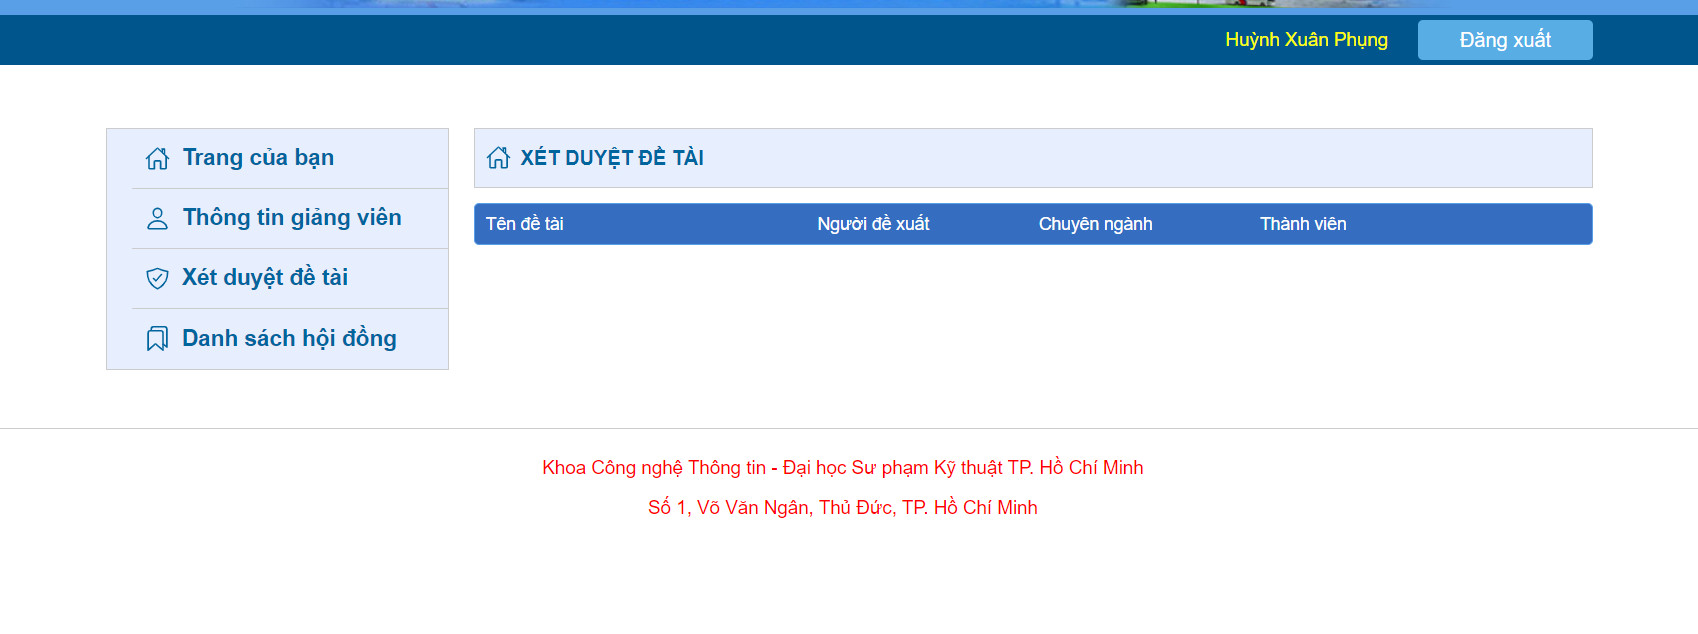 Huỳnh Xuân Phụng
Đăng xuất
Trang của bạn
Thông tin giảng viên
Xét duyệt đề tài
Danh sách hội đồng
XÉT DUYỆT ĐỀ TÀI
Tên đề tài Người đề xuất Chuyên ngành Thành viên
Khoa Công nghệ Thông tin - Đại học Sư phạm Kỹ thuật TP. Hồ Chí Minh
Số 1, Võ Văn Ngân, Thủ Đức, TP. Hồ Chí Minh